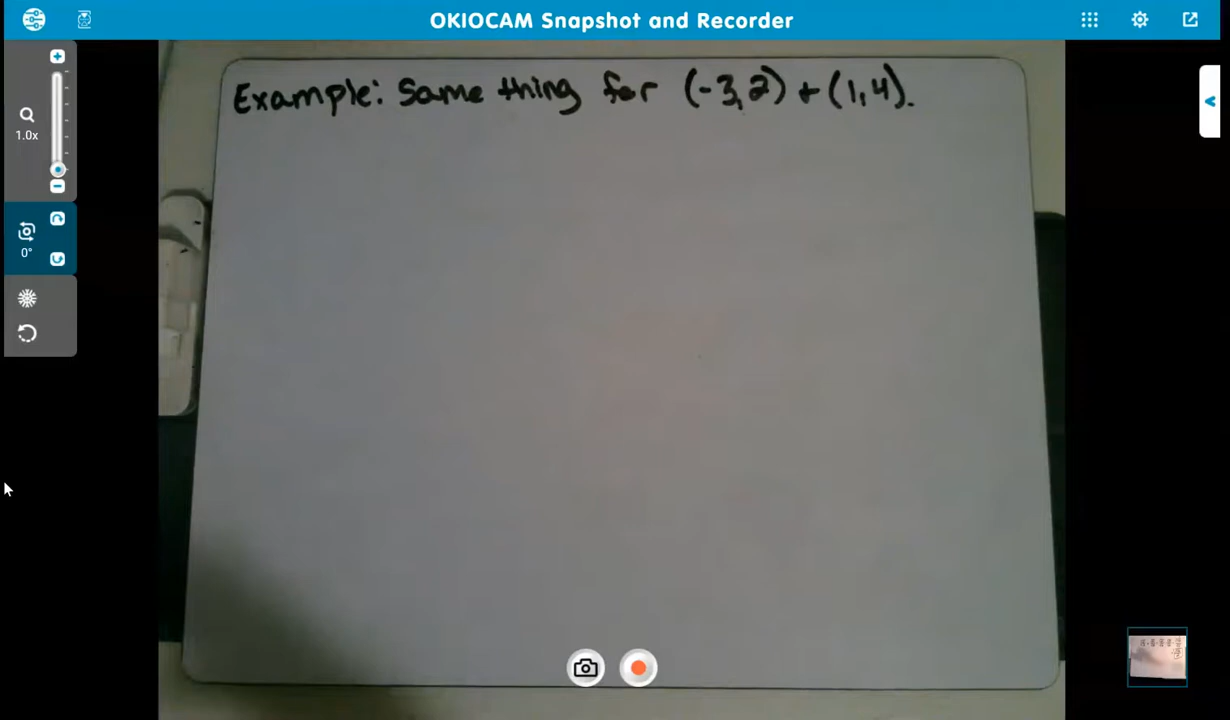 OKIOCAM Snapshot and Recorder
1.0x
Example: Same thing for (-3,2) + (1,4).
0°